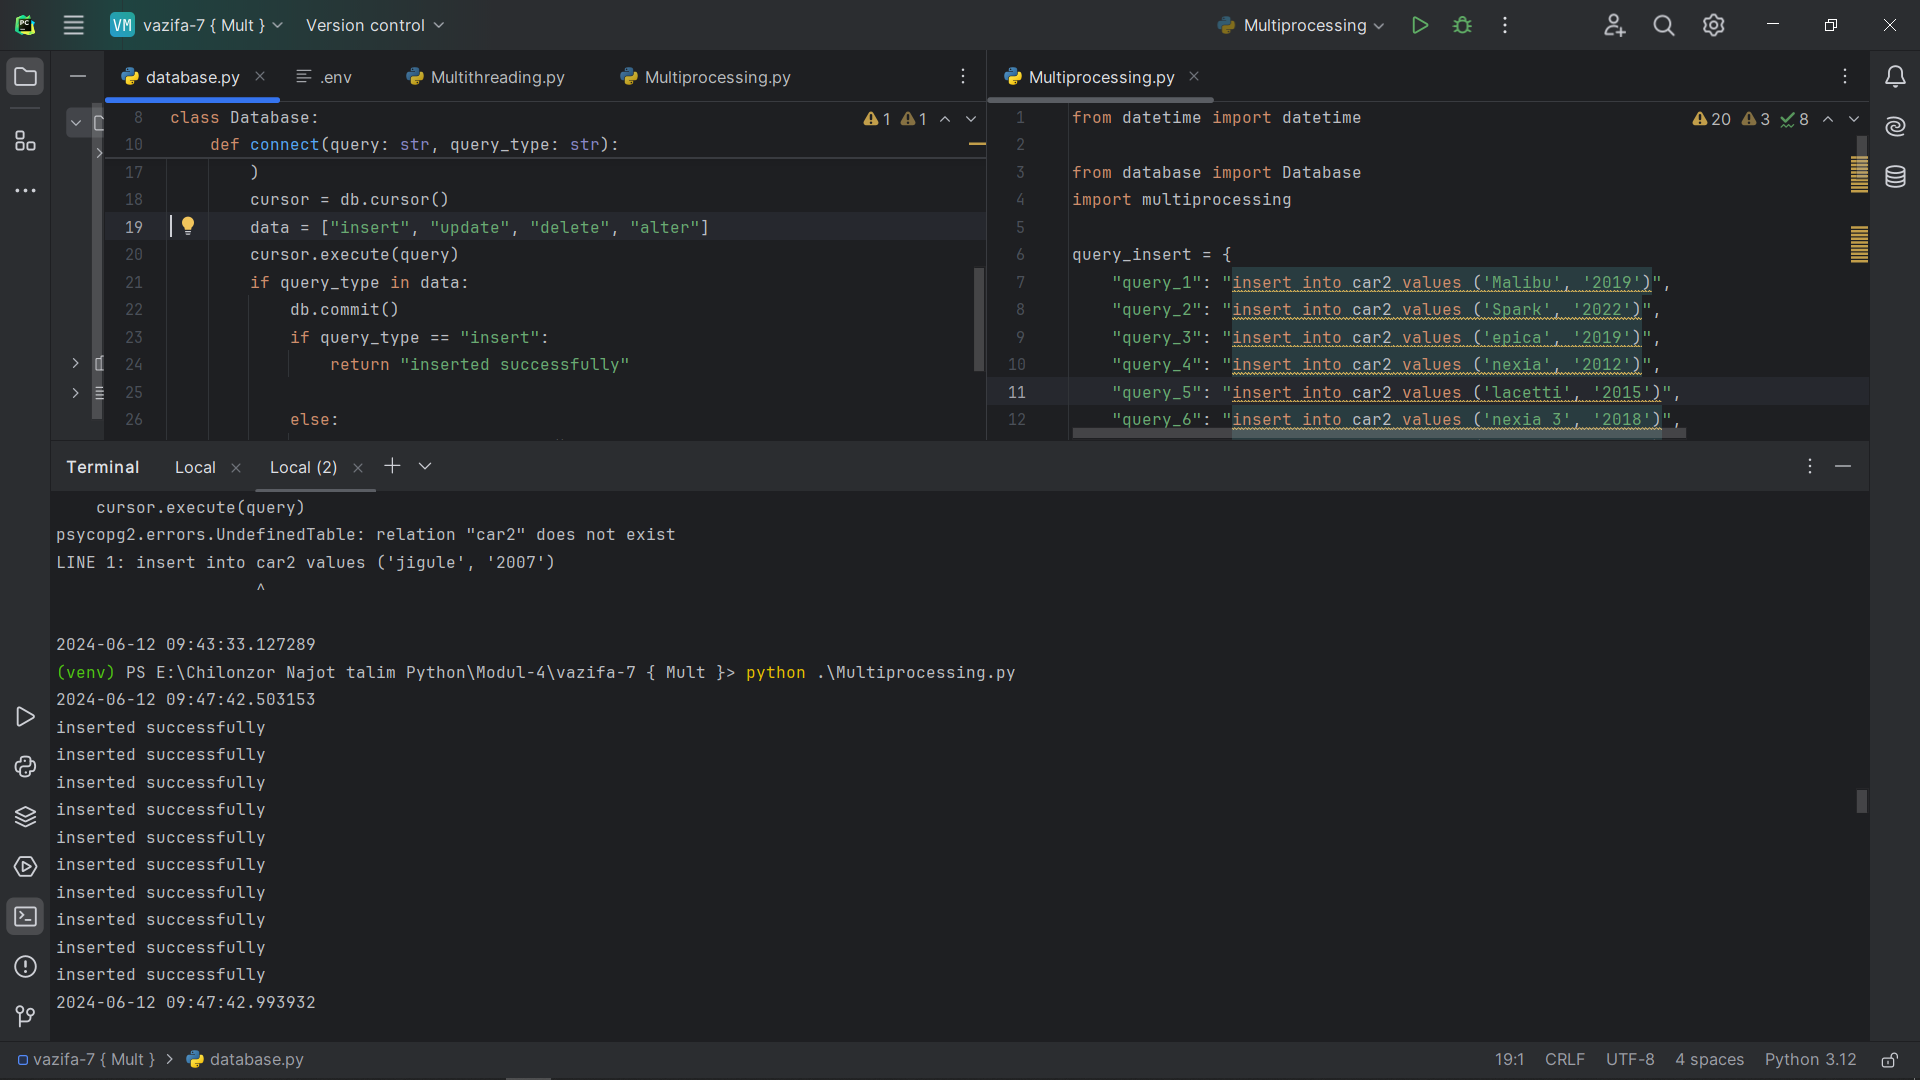 VM vazifa-7 { Mult } Version control Multiprocessing
database.py .env Multithreading.py Multiprocessing.py
8 class Database: 1 1
10 def connect(query: str, query_type: str):
17 )
18 cursor = db.cursor()
19 data = ["insert", "update", "delete", "alter"]
20 cursor.execute(query)
21 if query_type in data:
22 db.commit()
23 if query_type == "insert":
24 return "inserted successfully"
25
26 else:
Multiprocessing.py
1 from datetime import datetime 20 3 8
2
3 from database import Database
4 import multiprocessing
5
6 query_insert = {
7 "query_1": "insert into car2 values ('Malibu', '2019')",
8 "query_2": "insert into car2 values ('Spark', '2022')",
9 "query_3": "insert into car2 values ('epica', '2019')",
10 "query_4": "insert into car2 values ('nexia', '2012')",
11 "query_5": "insert into car2 values ('lacetti', '2015')",
12 "query_6": "insert into car2 values ('nexia 3', '2018')",
Terminal Local Local (2)
cursor.execute(query)
psycopg2.errors.UndefinedTable: relation "car2" does not exist
LINE 1: insert into car2 values ('jigule', '2007')
^
2024-06-12 09:43:33.127289
(venv) PS E:\Chilonzor Najot talim Python\Modul-4\vazifa-7 { Mult }> python .\Multiprocessing.py
2024-06-12 09:47:42.503153
inserted successfully
inserted successfully
inserted successfully
inserted successfully
inserted successfully
inserted successfully
inserted successfully
inserted successfully
inserted successfully
inserted successfully
2024-06-12 09:47:42.993932
vazifa-7 { Mult } > database.py 19:1 CRLF UTF-8 4 spaces Python 3.12